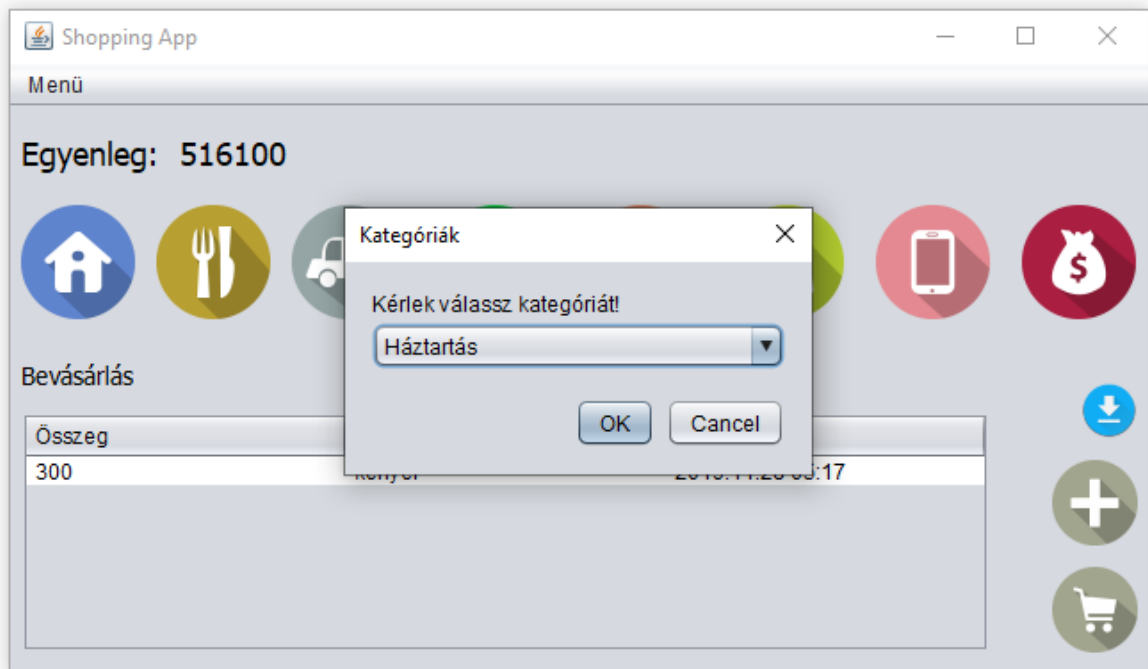 Shopping App
Menü
Egyenleg: 516100
Kategóriák
Kérlek válassz kategóriát!
Háztartás
OK
Cancel
Bevásárlás
Összeg
300